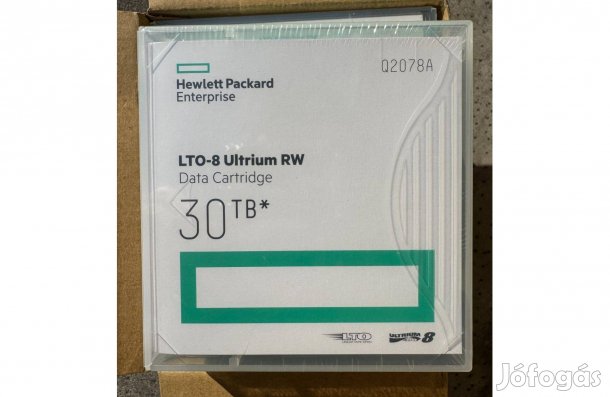 Hewlett Packard
Enterprise
Q2078A
LTO-8 Ultrium RW
Data Cartridge
30TB*
LTO
ULTRIUM 8
Jófogás